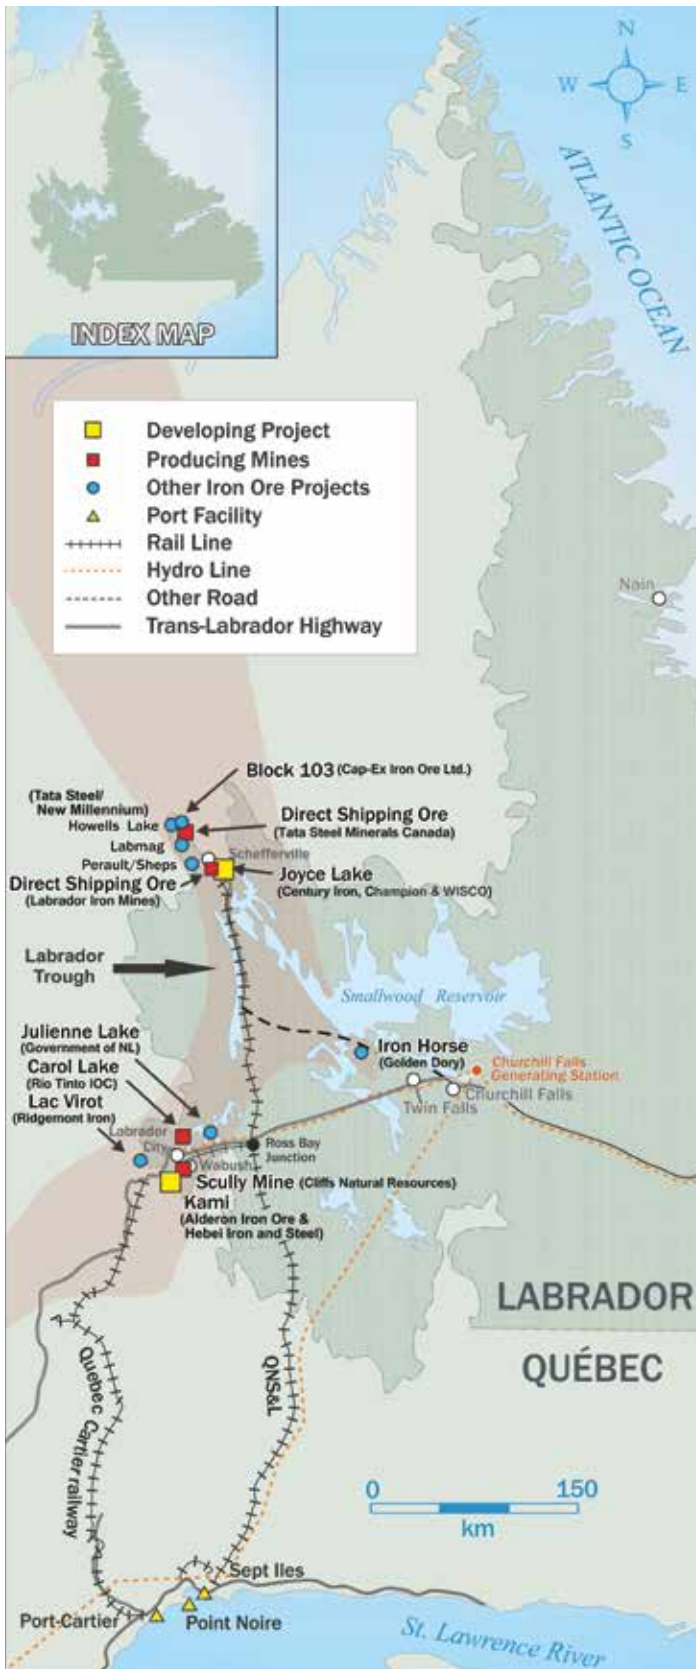 N
W
E
S
ATLANTIC OCEAN
INDEX MAP
Developing Project
Producing Mines
Other Iron Ore Projects
Port Facility
Rail Line
Hydro Line
Other Road
Trans-Labrador Highway
Nain
Block 103 (Cap-Ex Iron Ore Ltd.)
(Tata Steel/
New Millennium)
Howells Lake
Direct Shipping Ore
(Tata Steel Minerals Canada)
Labmag
Schefferville
Perault/Sheps
Joyce Lake
(Century Iron, Champion & WISCO)
Direct Shipping Ore
(Labrador Iron Mines)
Labrador
Trough
Smallwood Reservoir
Julienne Lake
(Government of NL)
Iron Horse
(Golden Dory)
Carol Lake
(Rio Tinto IOC)
Churchill Falls
Generating Station
Lac Virot
(Ridgemont Iron)
Twin Falls
Churchill Falls
Labrador
City
Ross Bay
Junction
Wabush
Scully Mine (Cliffs Natural Resources)
Kami
(Alderon Iron Ore &
Hebei Iron and Steel)
LABRADOR
QUÉBEC
Quebec Cartier railway
QNS&L
0 150
km
Sept Iles
Port-Cartier
Point Noire
St. Lawrence River